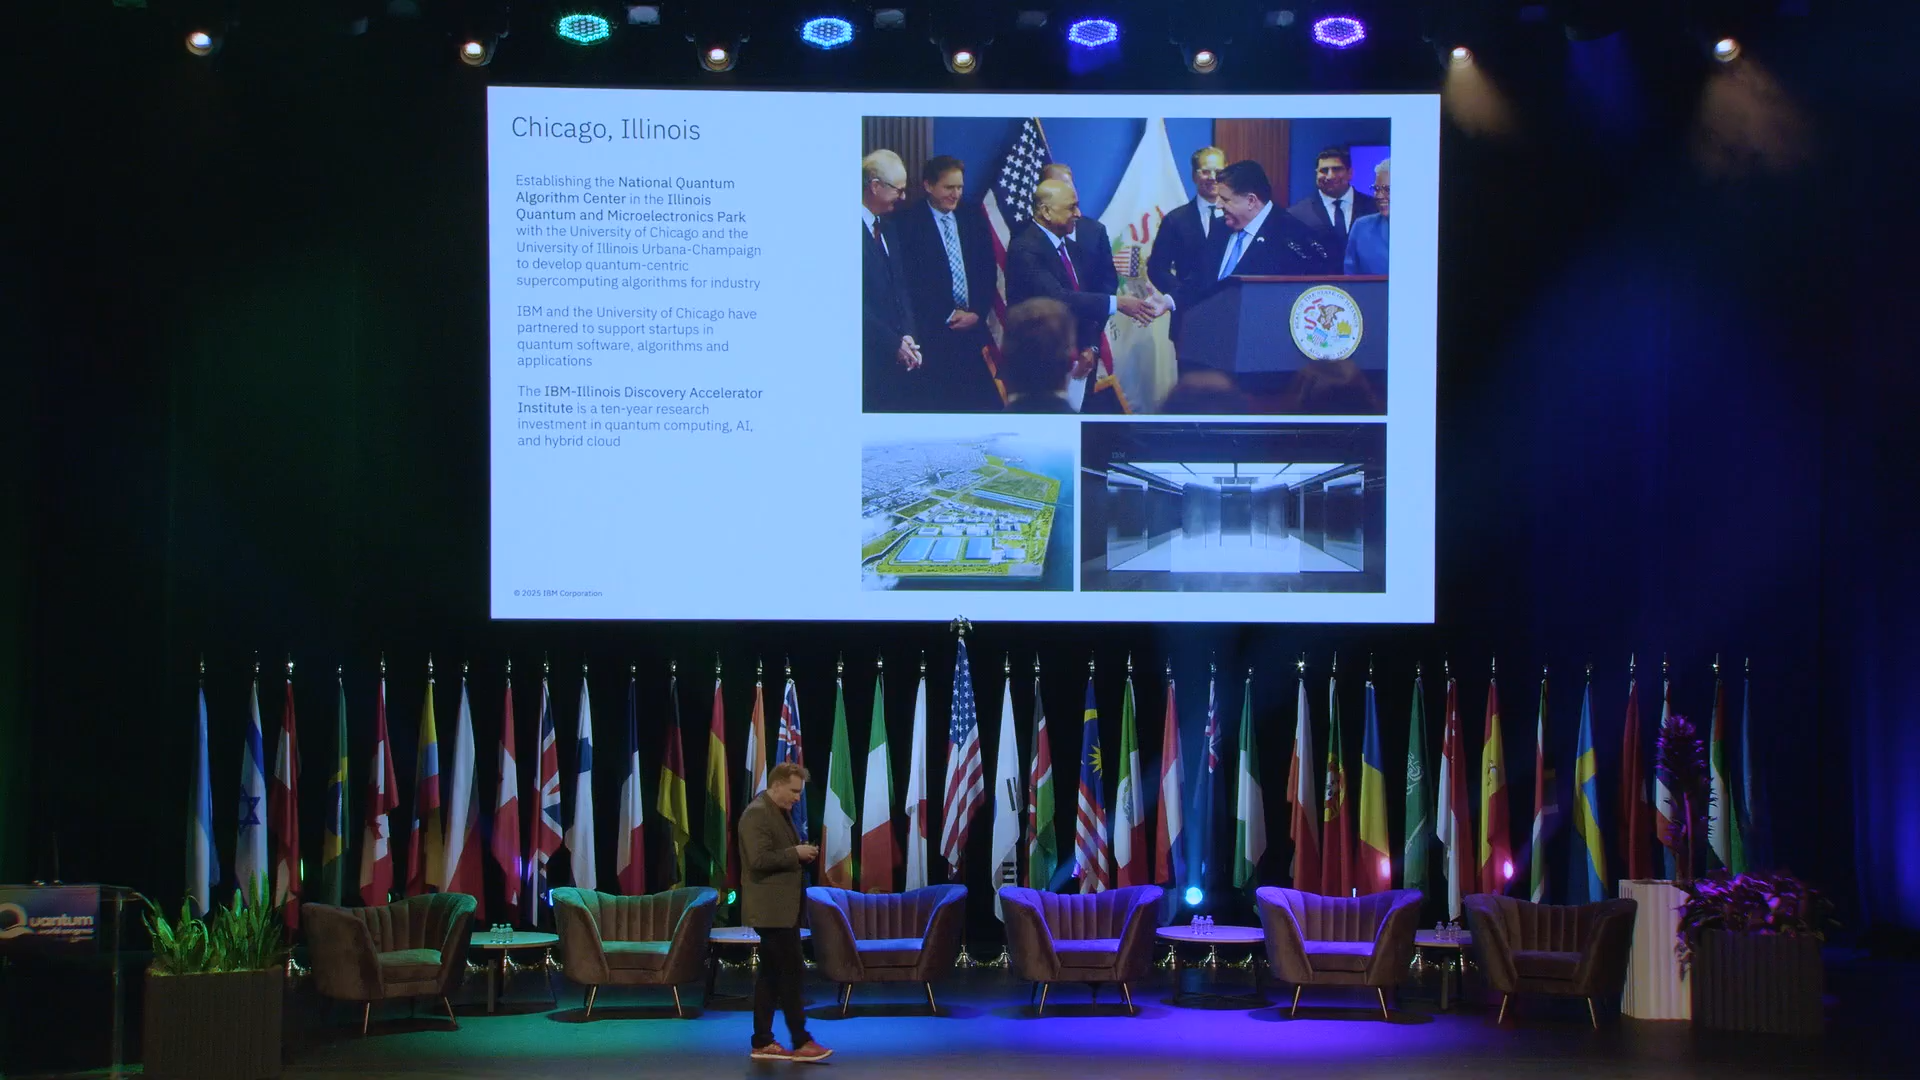 Chicago, Illinois
Establishing the National Quantum
Algorithm Center in the Illinois
Quantum and Microelectronics Park
with the University of Chicago and the
University of Illinois Urbana-Champaign
to develop quantum-centric
supercomputing algorithms for industry
IBM and the University of Chicago have
partnered to support startups in
quantum software, algorithms and
applications
The IBM-Illinois Discovery Accelerator
Institute is a ten-year research
investment in quantum computing, AI,
and hybrid cloud
© 2025 IBM Corporation
IBM
Quantum
world congress